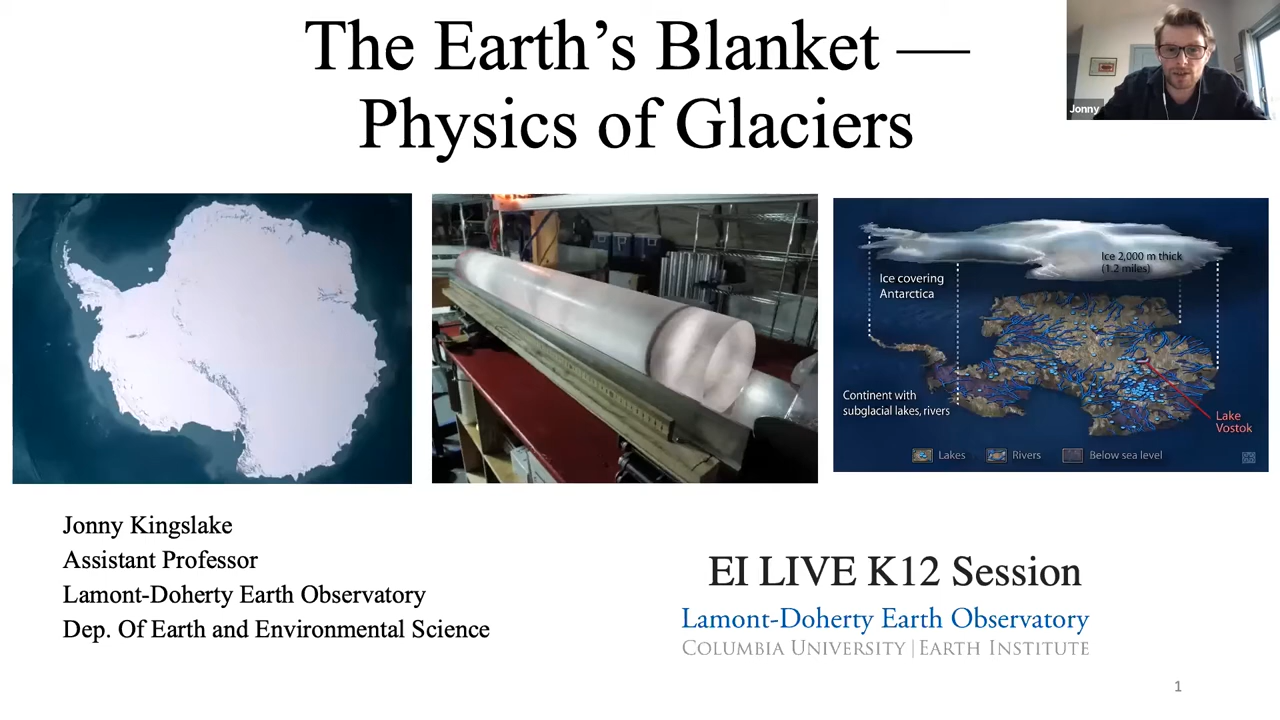 The Earth’s Blanket —
Physics of Glaciers
Jonny
Ice 2,000 m thick
(1.2 miles)
Ice covering
Antarctica
Continent with
subglacial lakes, rivers
Lake
Vostok
Lakes
Rivers
Below sea level
Jonny Kingslake
Assistant Professor
Lamont-Doherty Earth Observatory
Dep. Of Earth and Environmental Science
EI LIVE K12 Session
Lamont-Doherty Earth Observatory
COLUMBIA UNIVERSITY | EARTH INSTITUTE
1